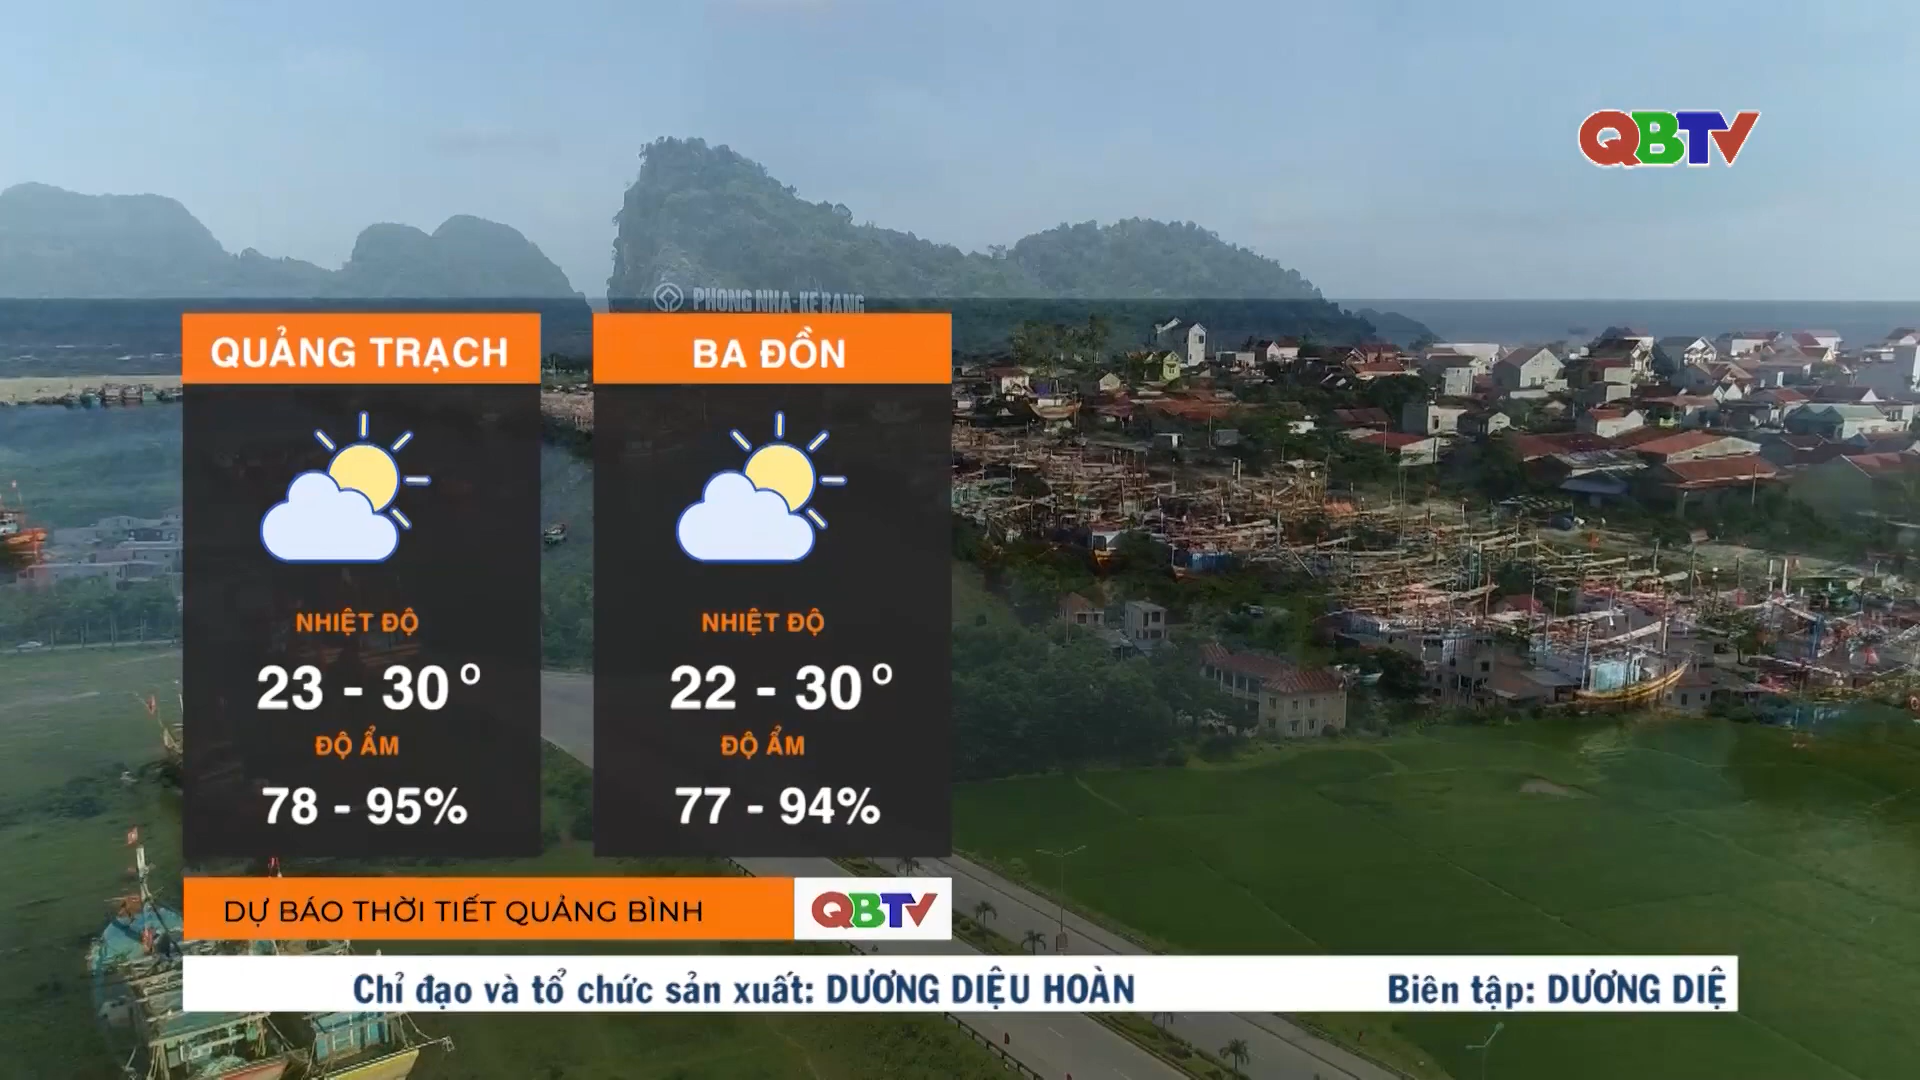 QBTV
PHONG NHA - KẺ BANG
QUẢNG TRẠCH
BA ĐỒN
NHIỆT ĐỘ
23 - 30°
ĐỘ ẨM
78 - 95%
NHIỆT ĐỘ
22 - 30°
ĐỘ ẨM
77 - 94%
DỰ BÁO THỜI TIẾT QUẢNG BÌNH
QBTV
Chỉ đạo và tổ chức sản xuất: DƯƠNG DIỆU HOÀN
Biên tập: DƯƠNG DIỆ